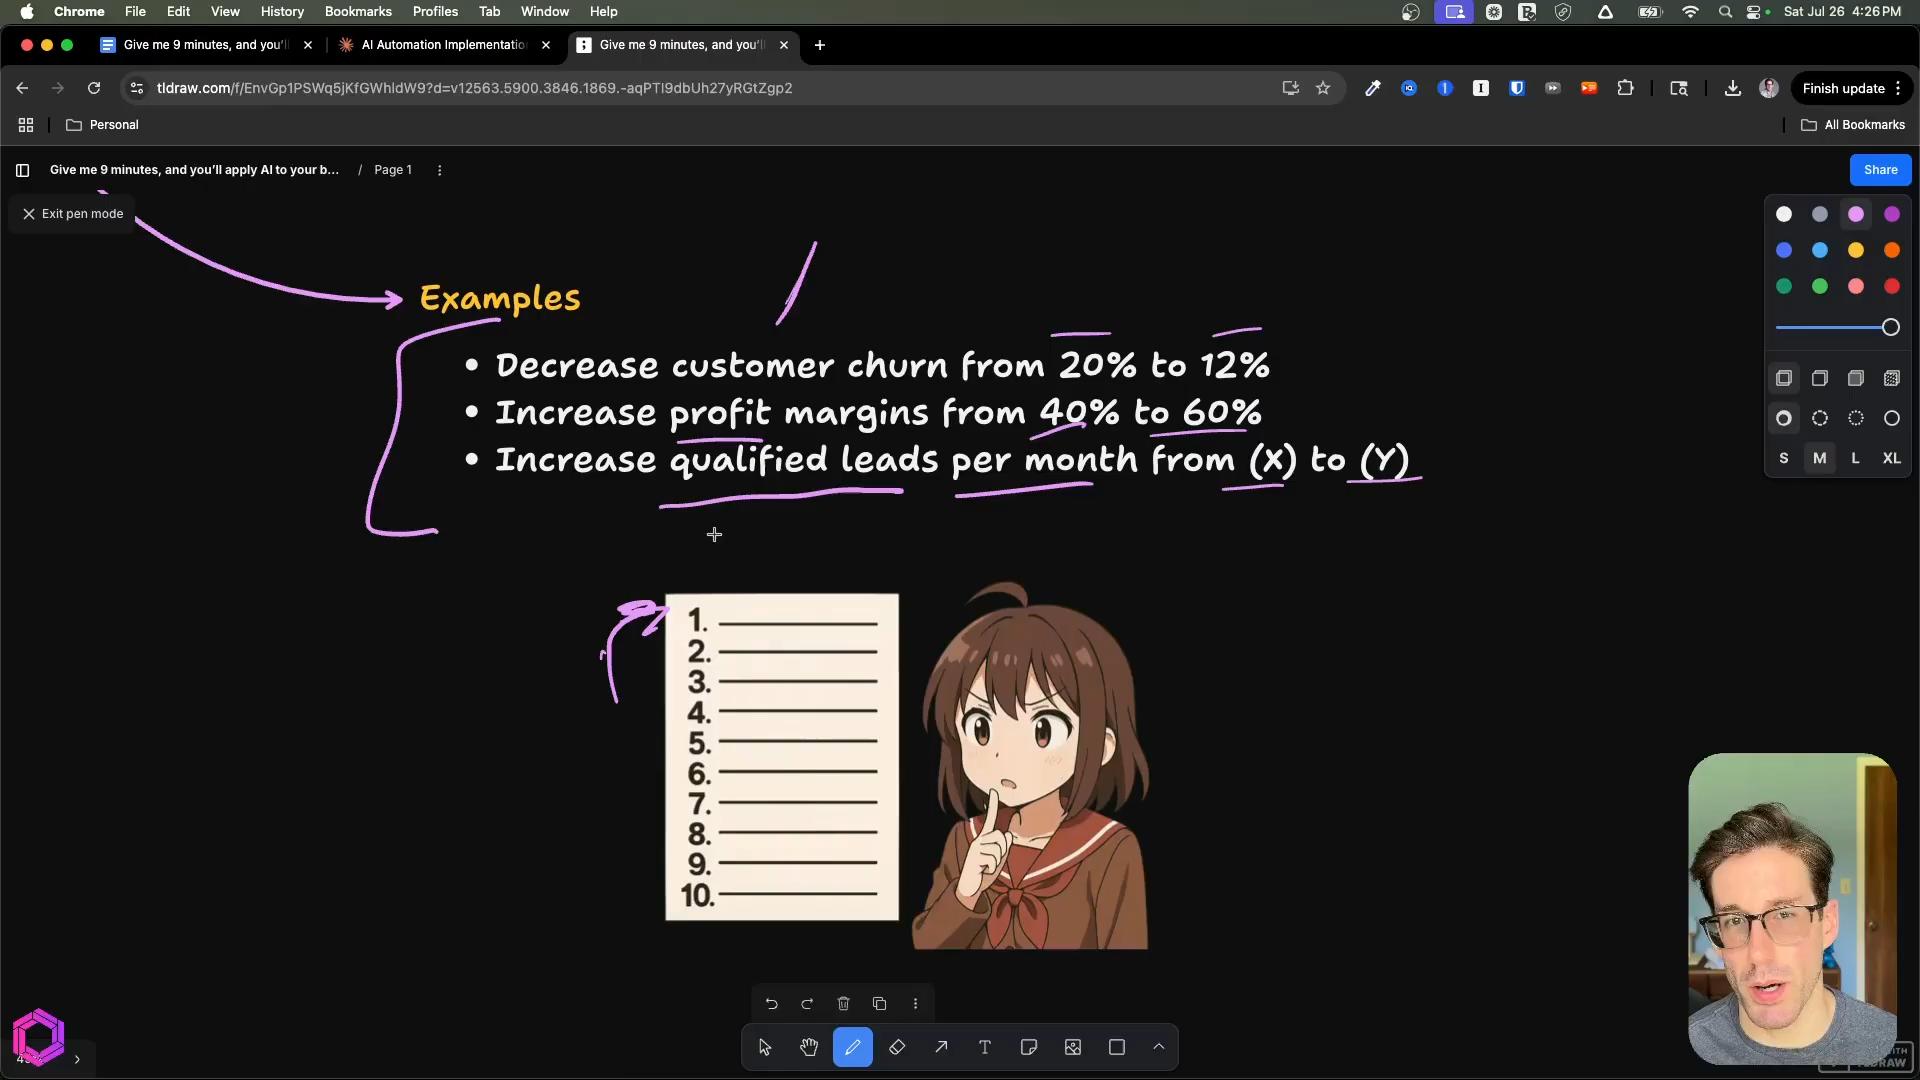 Chrome File Edit View History Bookmarks Profiles Tab Window Help Sat Jul 26 4:26 PM
Give me 9 minutes, and you'll AI Automation Implementatio Give me 9 minutes, and you'll
tldraw.com/f/EnvGp1PSWq5jKfGWhldW9?d=v12563.5900.3846.1869.-aqPTl9dbUh27yRGtZgp2 Finish update
Personal All Bookmarks
Give me 9 minutes, and you'll apply AI to your b... / Page 1 Share
Exit pen mode
Examples
• Decrease customer churn from 20% to 12%
• Increase profit margins from 40% to 60%
• Increase qualified leads per month from (X) to (Y)
S M L XL
1.
2.
3.
4.
5.
6.
7.
8.
9.
10.